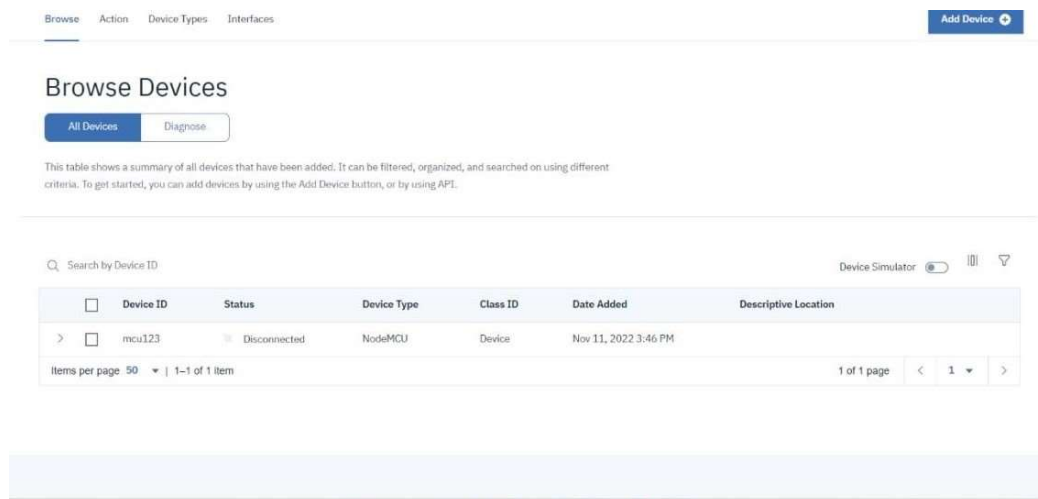 Browse Action Device Types Interfaces Add Device
Browse Devices
All Devices Diagnose
This table shows a summary of all devices that have been added. It can be filtered, organized, and searched on using different
criteria. To get started, you can add devices by using the Add Device button, or by using API.
Search by Device ID Device Simulator
Device ID Status Device Type Class ID Date Added Descriptive Location
mcu123 Disconnected NodeMCU Device Nov 11, 2022 3:46 PM
Items per page 50 | 1–1 of 1 item 1 of 1 page 1